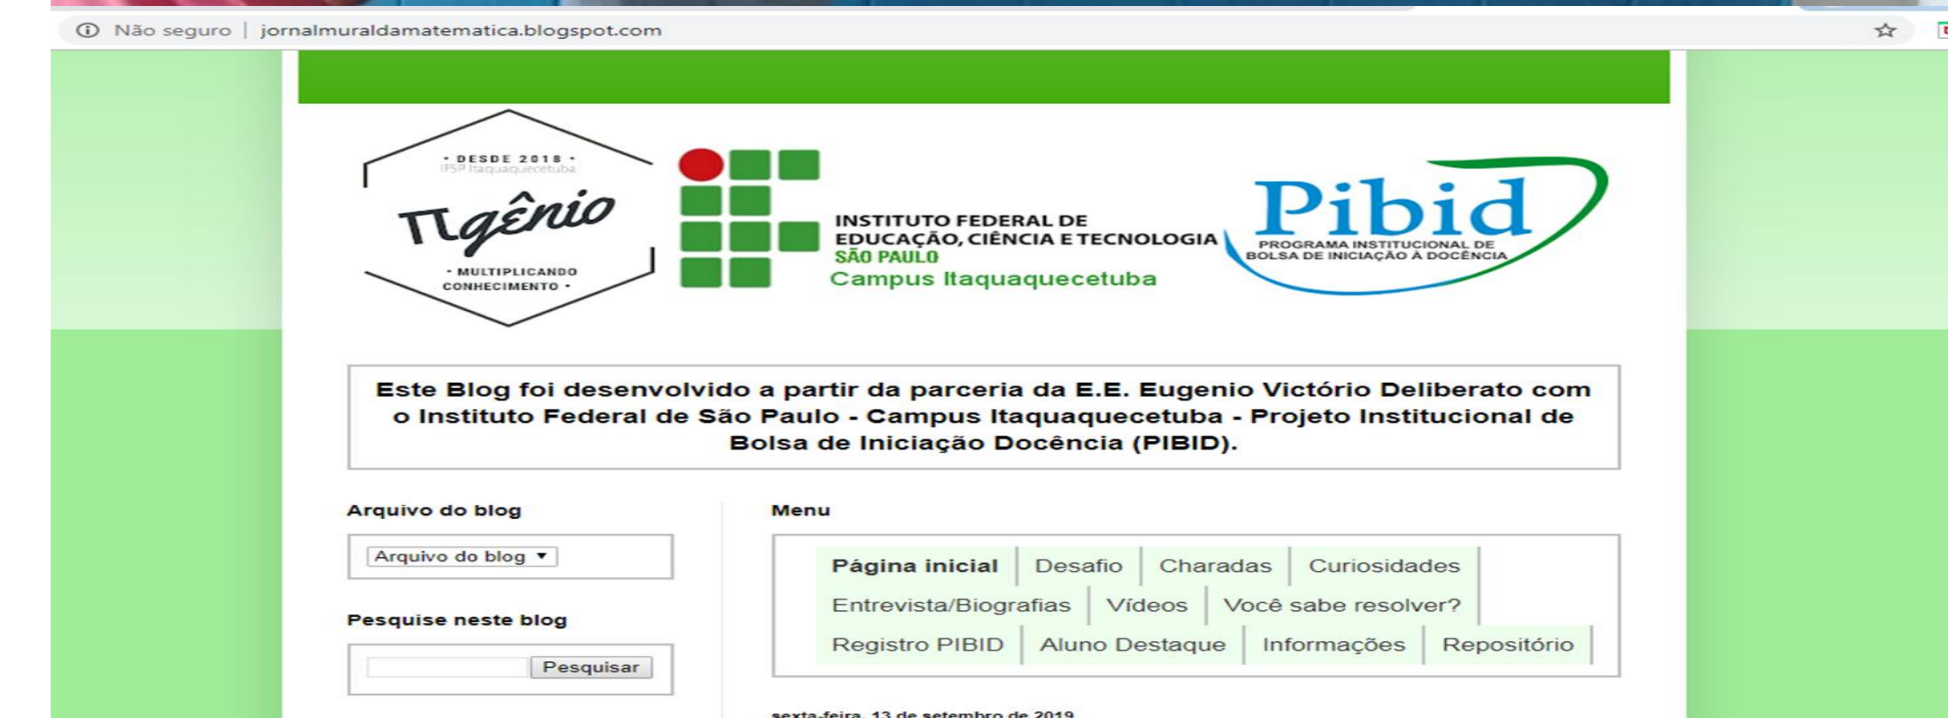 Não seguro | jornalmuraldamatematica.blogspot.com
- DESDE 2018 -
IFSP Itaquaquecetuba
πgênio
- MULTIPLICANDO
CONHECIMENTO -
INSTITUTO FEDERAL DE
EDUCAÇÃO, CIÊNCIA E TECNOLOGIA
SÃO PAULO
Campus Itaquaquecetuba
Pibid
PROGRAMA INSTITUCIONAL DE
BOLSA DE INICIAÇÃO À DOCÊNCIA
Este Blog foi desenvolvido a partir da parceria da E.E. Eugenio Victório Deliberato com
o Instituto Federal de São Paulo - Campus Itaquaquecetuba - Projeto Institucional de
Bolsa de Iniciação Docência (PIBID).
Arquivo do blog
Arquivo do blog ▼
Pesquise neste blog
Pesquisar
Menu
Página inicial Desafio Charadas Curiosidades
Entrevista/Biografias Vídeos Você sabe resolver?
Registro PIBID Aluno Destaque Informações Repositório
sexta-feira, 13 de setembro de 2019